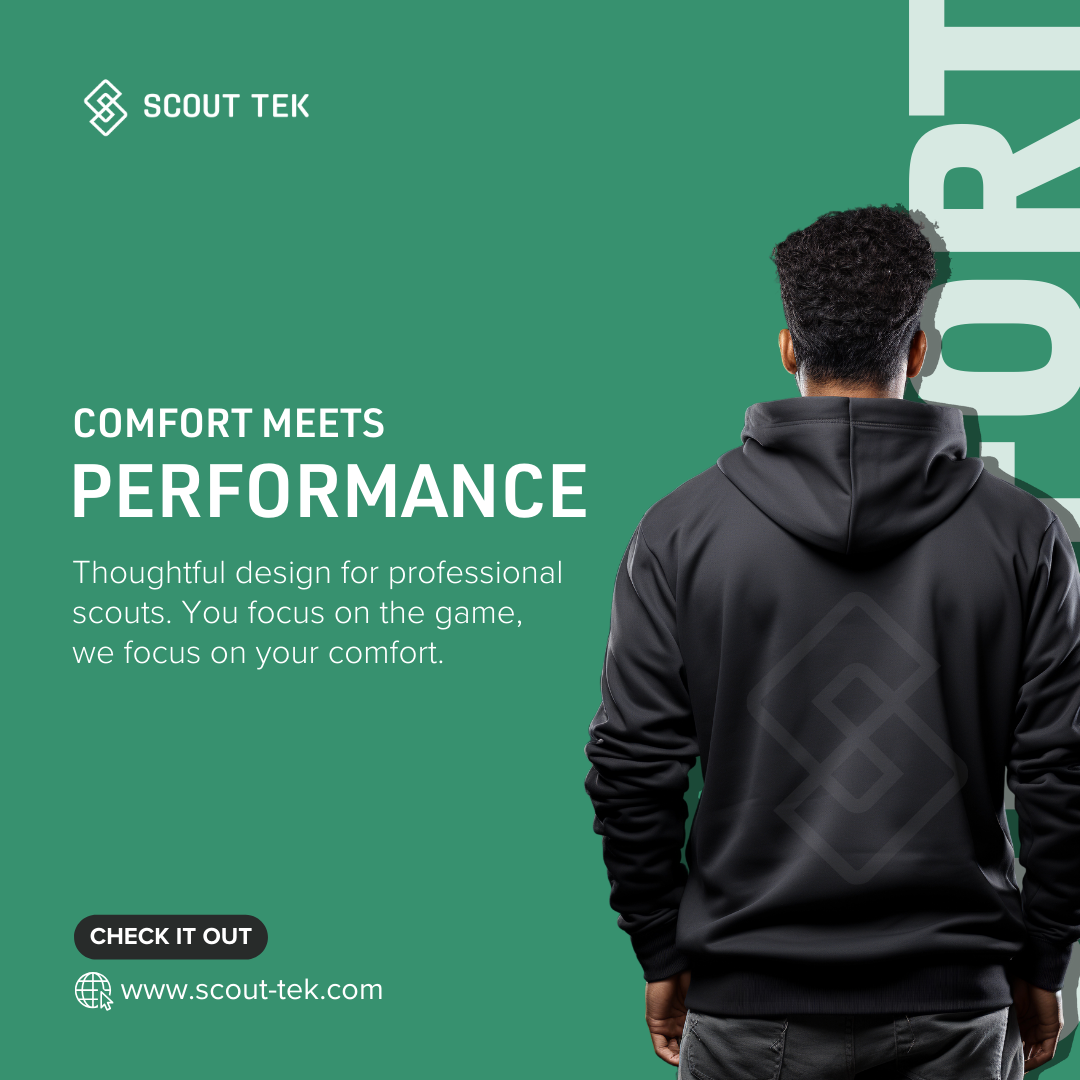 SCOUT TEK
COMFORT MEETS
PERFORMANCE
Thoughtful design for professional
scouts. You focus on the game,
we focus on your comfort.
CHECK IT OUT
www.scout-tek.com
FORT